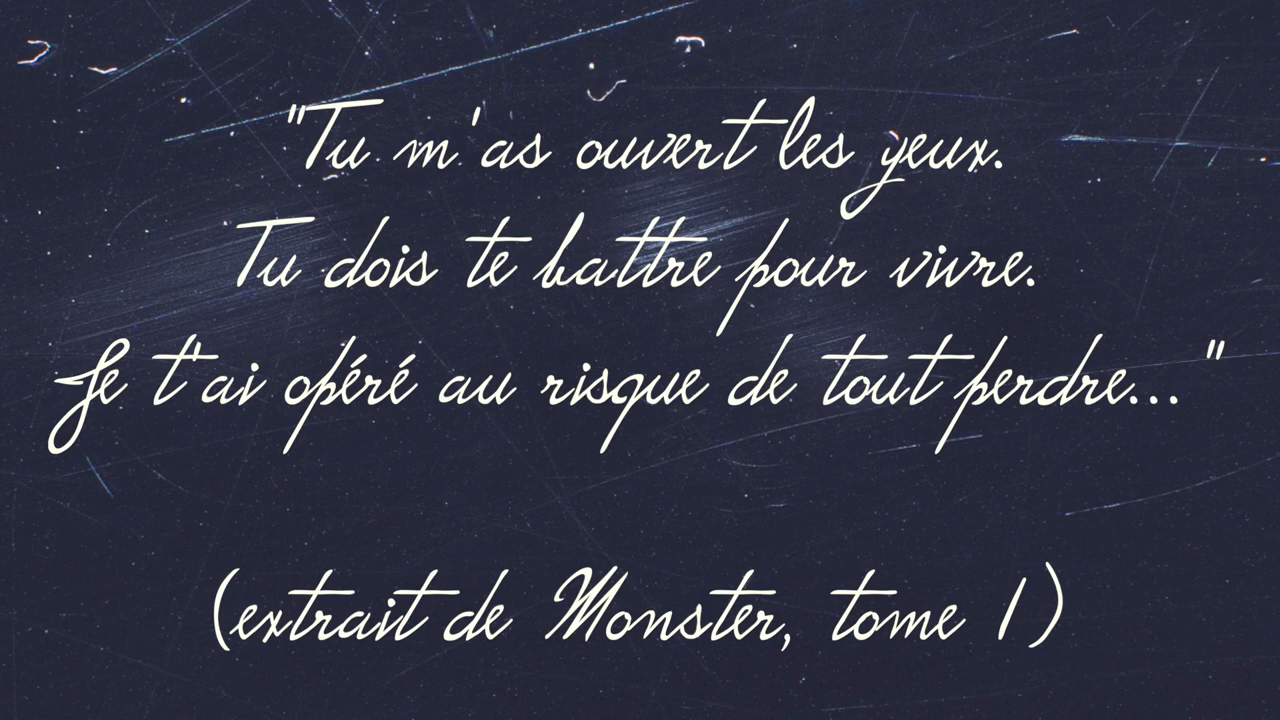 "Tu m'as ouvert les yeux.
Tu dois te battre pour vivre.
Je t'ai opéré au risque de tout perdre... "
(extrait de Monster, tome 1)